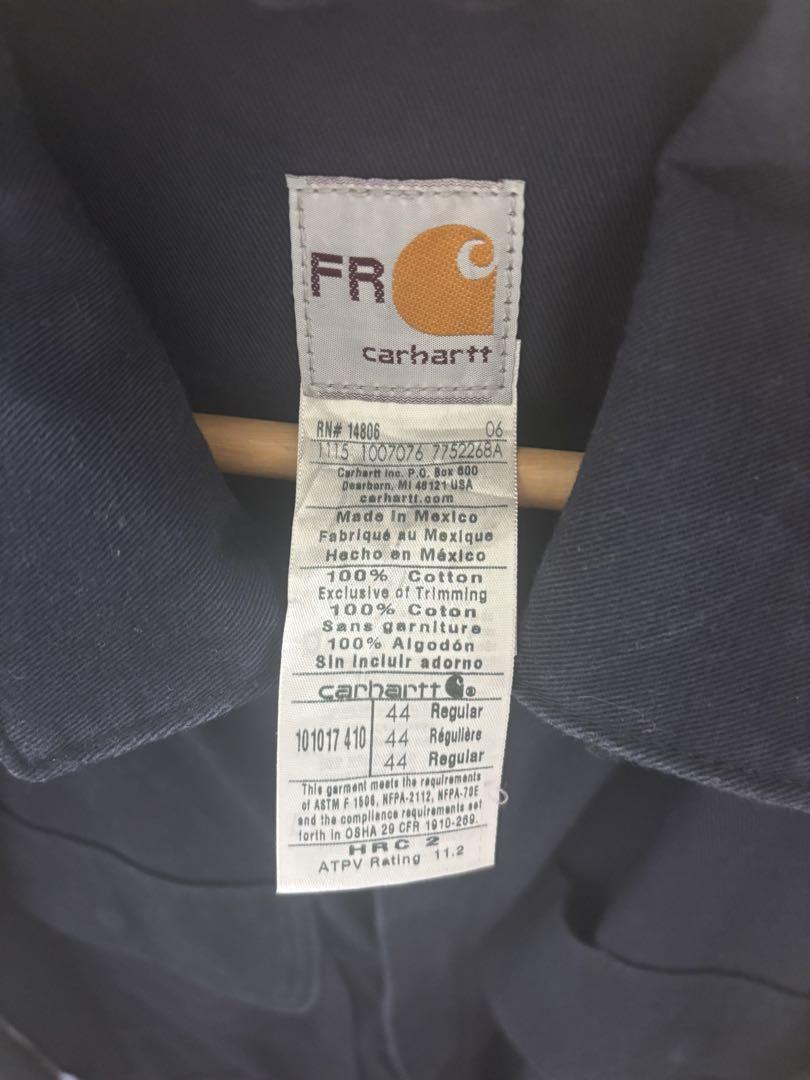 FR
carhartt
RN# 14806 06
1115 1007076 7752268A
Carhartt Inc. P.O. Box 600
Dearborn, MI 48121 USA
carhartt.com
Made in Mexico
Fabriqué au Mexique
Hecho en México
100% Cotton
Exclusive of Trimming
100% Coton
Sans garniture
100% Algodón
Sin incluir adorno
carhartt ®
101017 410
44 Regular
44 Régulière
44 Regular
This garment meets the requirements
of ASTM F 1506, NFPA-2112, NFPA-70E
and the compliance requirements set
forth in OSHA 29 CFR 1910-269.
HRC 2
ATPV Rating 11.2